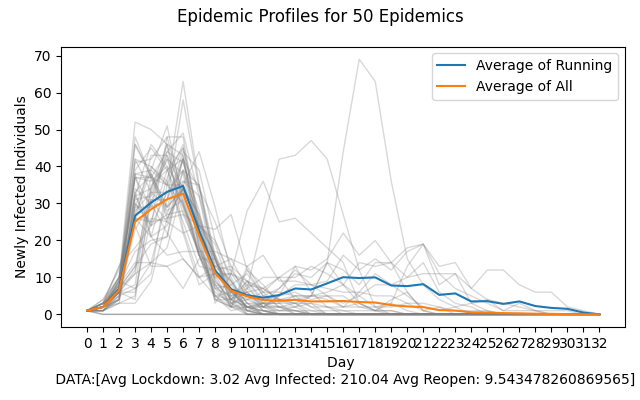 Epidemic Profiles for 50 Epidemics
Average of Running
Average of All
70
60
50
40
30
20
10
0
Newly Infected Individuals
0 1 2 3 4 5 6 7 8 9 10 11 12 13 14 15 16 17 18 19 20 21 22 23 24 25 26 27 28 29 30 31 32
Day
DATA:[Avg Lockdown: 3.02 Avg Infected: 210.04 Avg Reopen: 9.543478260869565]